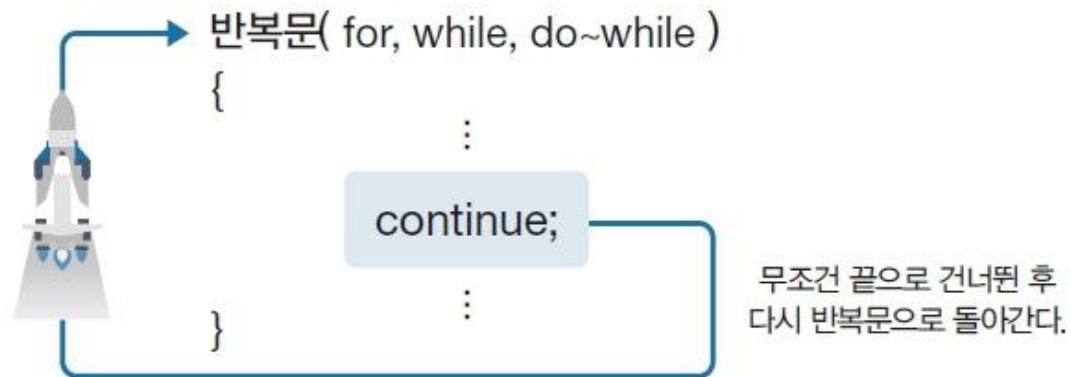 반복문( for, while, do~while )
{
⋮
continue;
⋮
}
무조건 끝으로 건너뛴 후
다시 반복문으로 돌아간다.